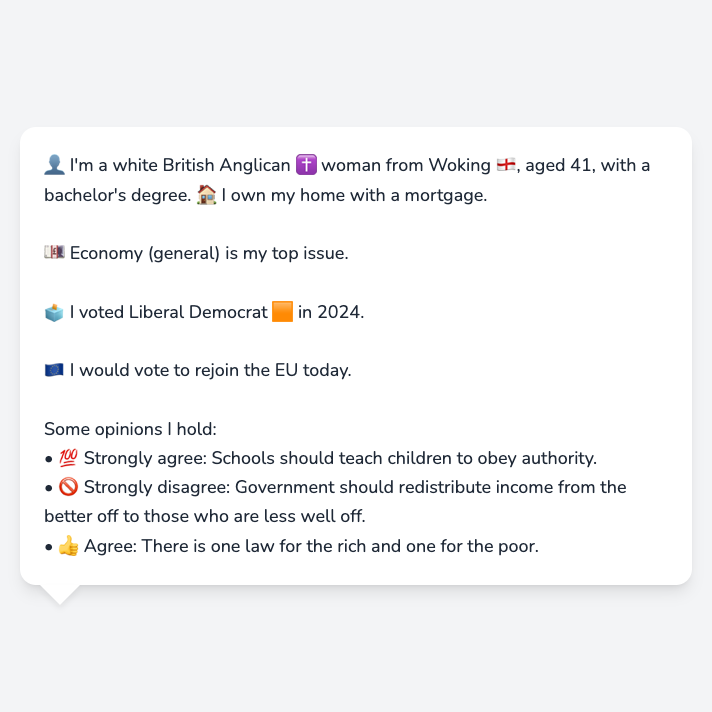 👤 I'm a white British Anglican ✝️ woman from Woking 🏴󠁧󠁢󠁥󠁮󠁧󠁿, aged 41, with a
bachelor's degree. 🏠 I own my home with a mortgage.
💷 Economy (general) is my top issue.
🗳️ I voted Liberal Democrat 🟧 in 2024.
🇪🇺 I would vote to rejoin the EU today.
Some opinions I hold:
• 💯 Strongly agree: Schools should teach children to obey authority.
• 🚫 Strongly disagree: Government should redistribute income from the
better off to those who are less well off.
• 👍 Agree: There is one law for the rich and one for the poor.